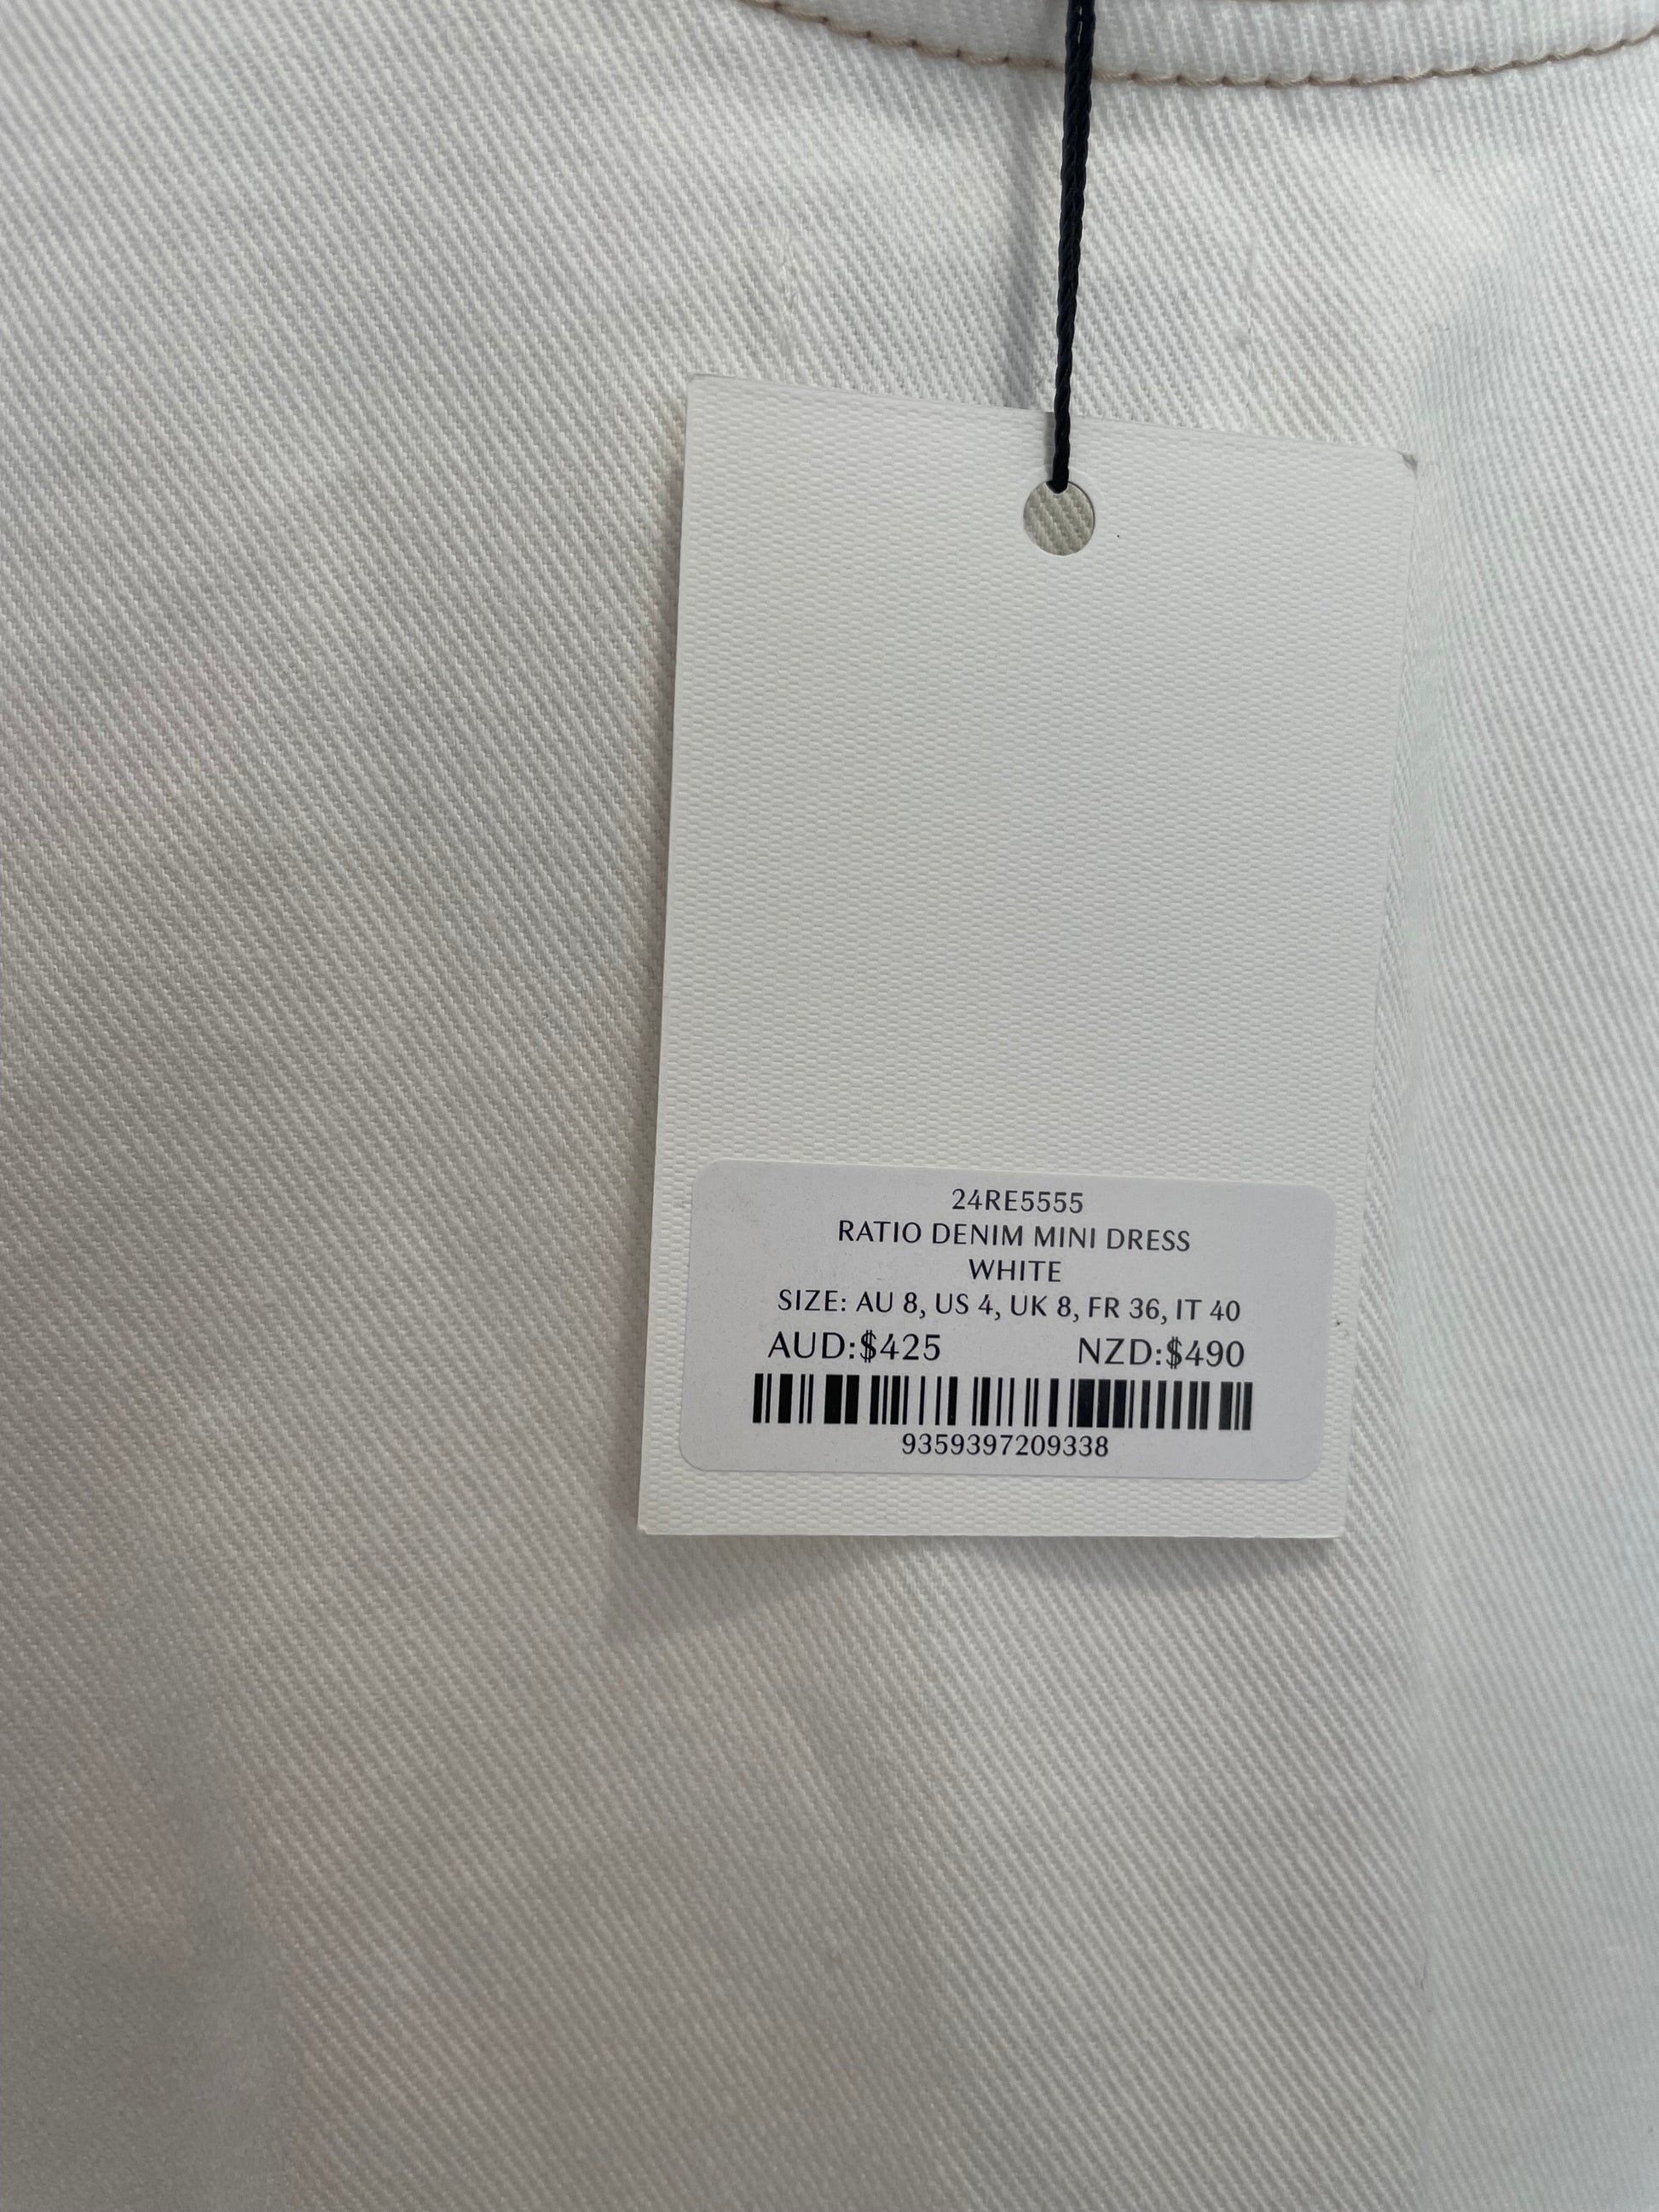 24RE5555
RATIO DENIM MINI DRESS
WHITE
SIZE: AU 8, US 4, UK 8, FR 36, IT 40
AUD:$425 NZD:$490
9359397209338